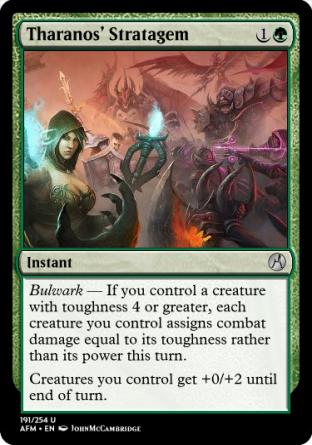 Tharanos' Stratagem 1
Instant
Bulwark — If you control a creature
with toughness 4 or greater, each
creature you control assigns combat
damage equal to its toughness rather
than its power this turn.
Creatures you control get +0/+2 until
end of turn.
191/254 U
AFM • EN JohnMcCambridge